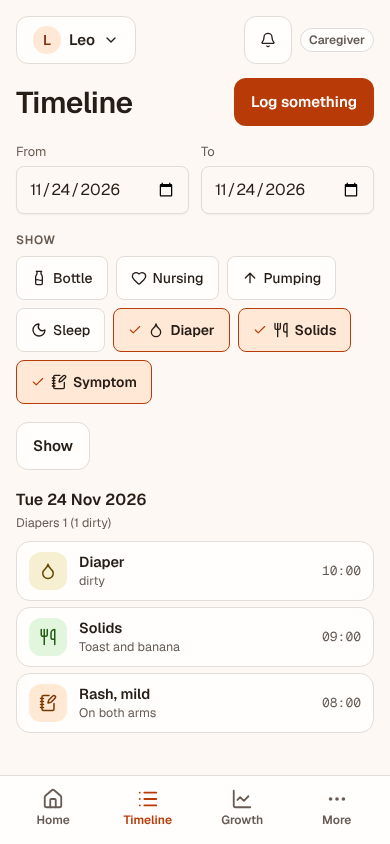 L Leo
Caregiver
Timeline
Log something
From To
11/24/2026 11/24/2026
SHOW
Bottle Nursing Pumping
Sleep Diaper Solids
Symptom
Show
Tue 24 Nov 2026
Diapers 1 (1 dirty)
Diaper 10:00
dirty
Solids 09:00
Toast and banana
Rash, mild 08:00
On both arms
Home Timeline Growth More